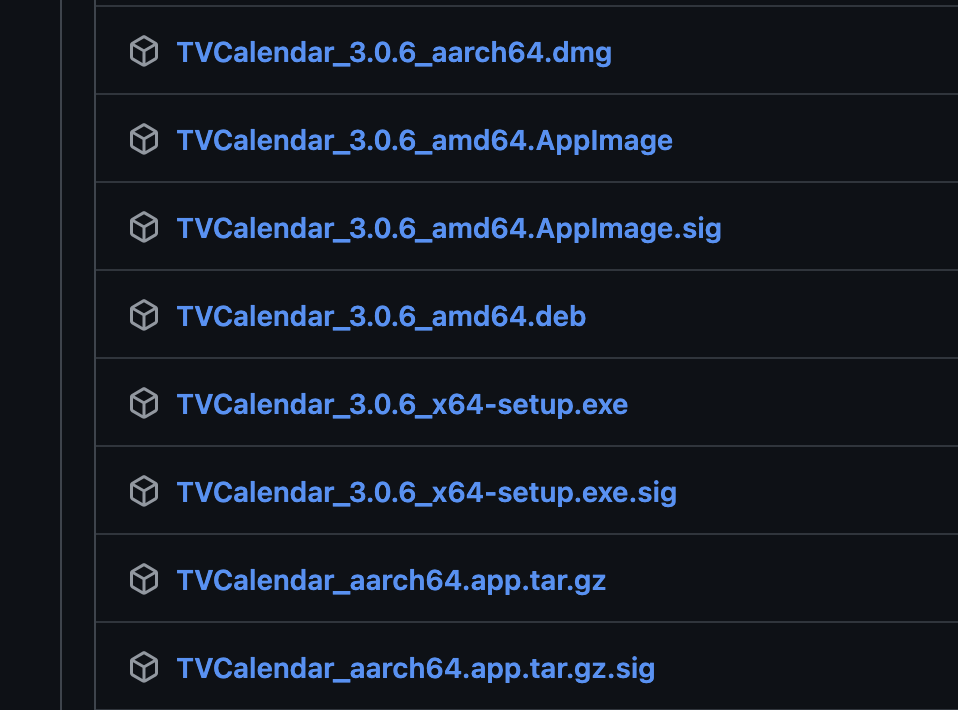 TVCalendar_3.0.6_aarch64.dmg
TVCalendar_3.0.6_amd64.AppImage
TVCalendar_3.0.6_amd64.AppImage.sig
TVCalendar_3.0.6_amd64.deb
TVCalendar_3.0.6_x64-setup.exe
TVCalendar_3.0.6_x64-setup.exe.sig
TVCalendar_aarch64.app.tar.gz
TVCalendar_aarch64.app.tar.gz.sig